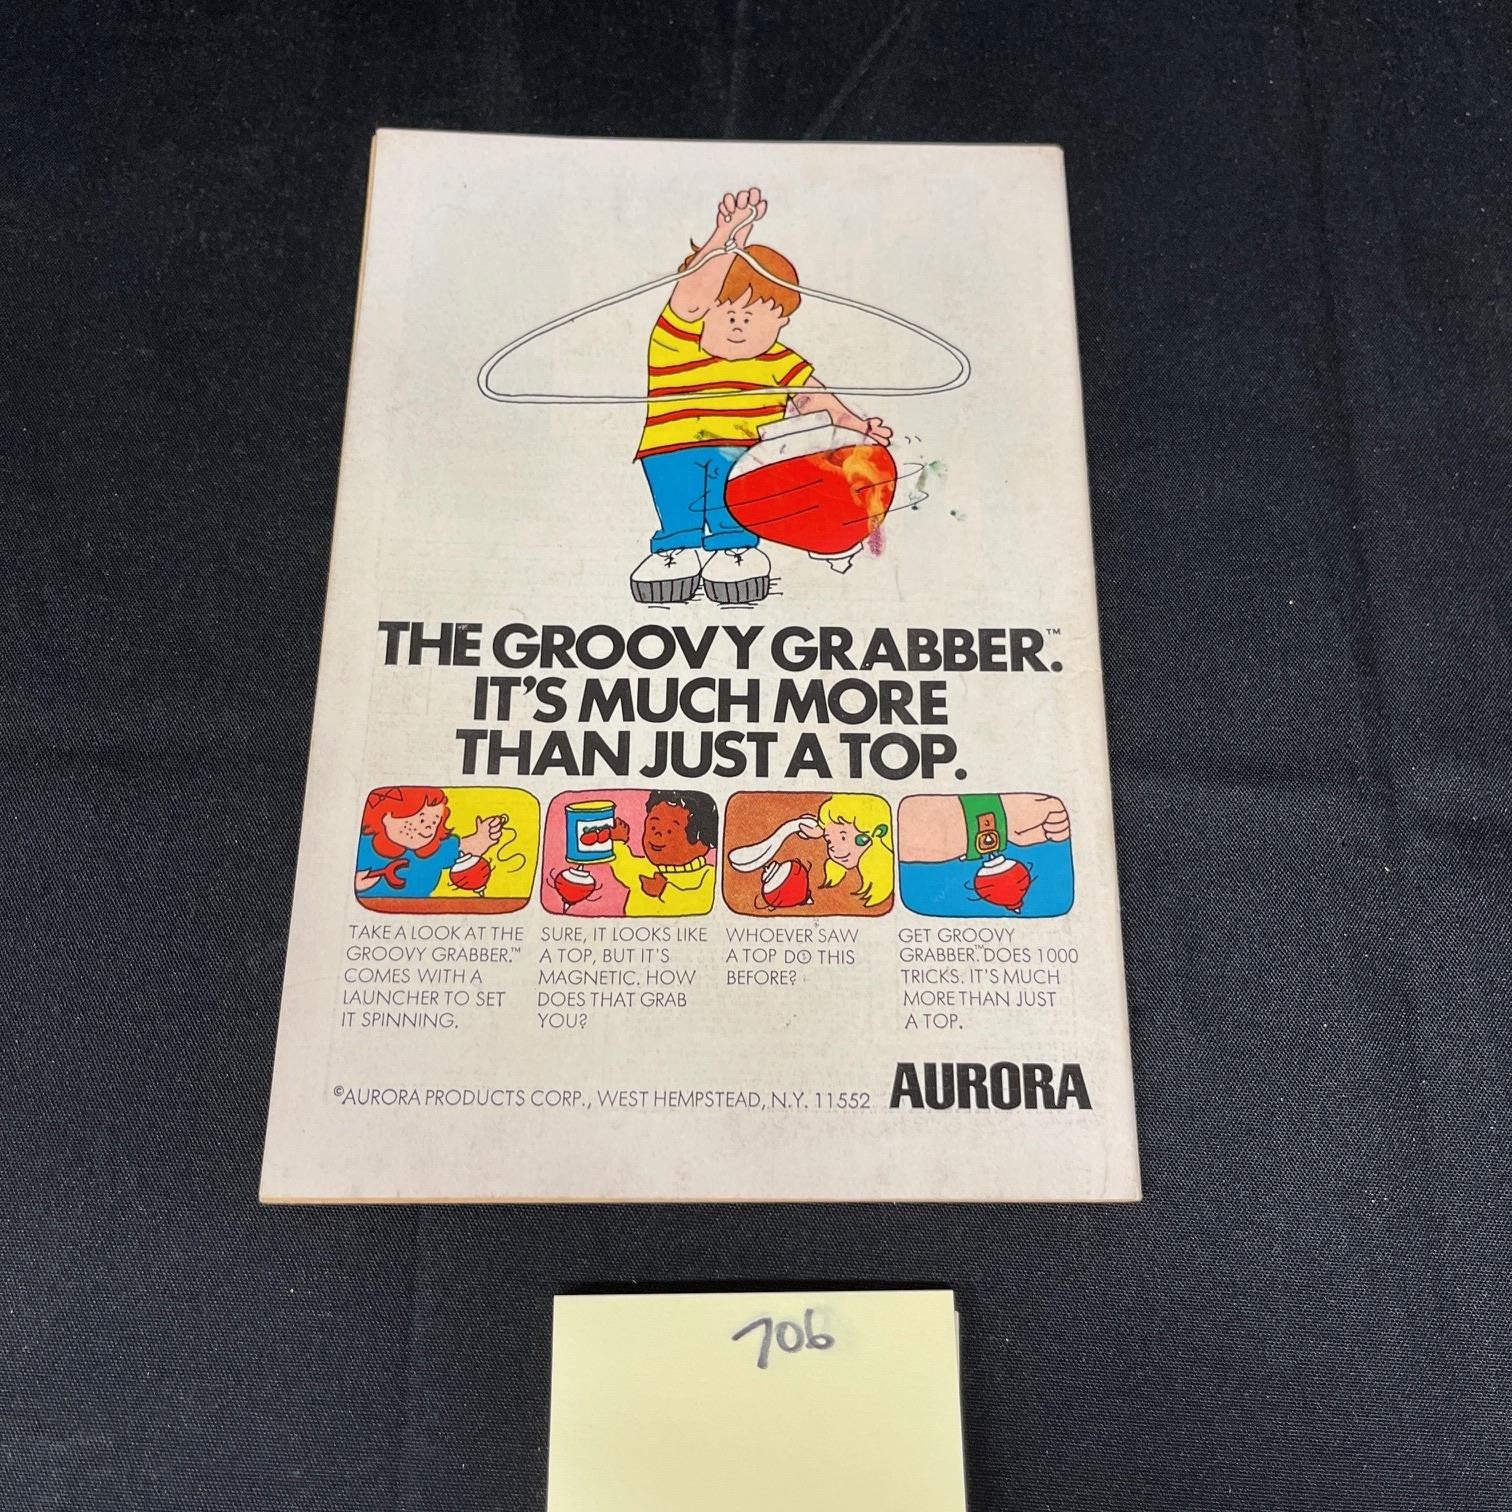 THE GROOVY GRABBER.™
IT'S MUCH MORE
THAN JUST A TOP.
TAKE A LOOK AT THE
GROOVY GRABBER.™
COMES WITH A
LAUNCHER TO SET
IT SPINNING.
SURE, IT LOOKS LIKE
A TOP, BUT IT'S
MAGNETIC. HOW
DOES THAT GRAB
YOU?
WHOEVER SAW
A TOP DO THIS
BEFORE?
GET GROOVY
GRABBER.™ DOES 1000
TRICKS. IT'S MUCH
MORE THAN JUST
A TOP.
©AURORA PRODUCTS CORP., WEST HEMPSTEAD, N.Y. 11552
AURORA
706